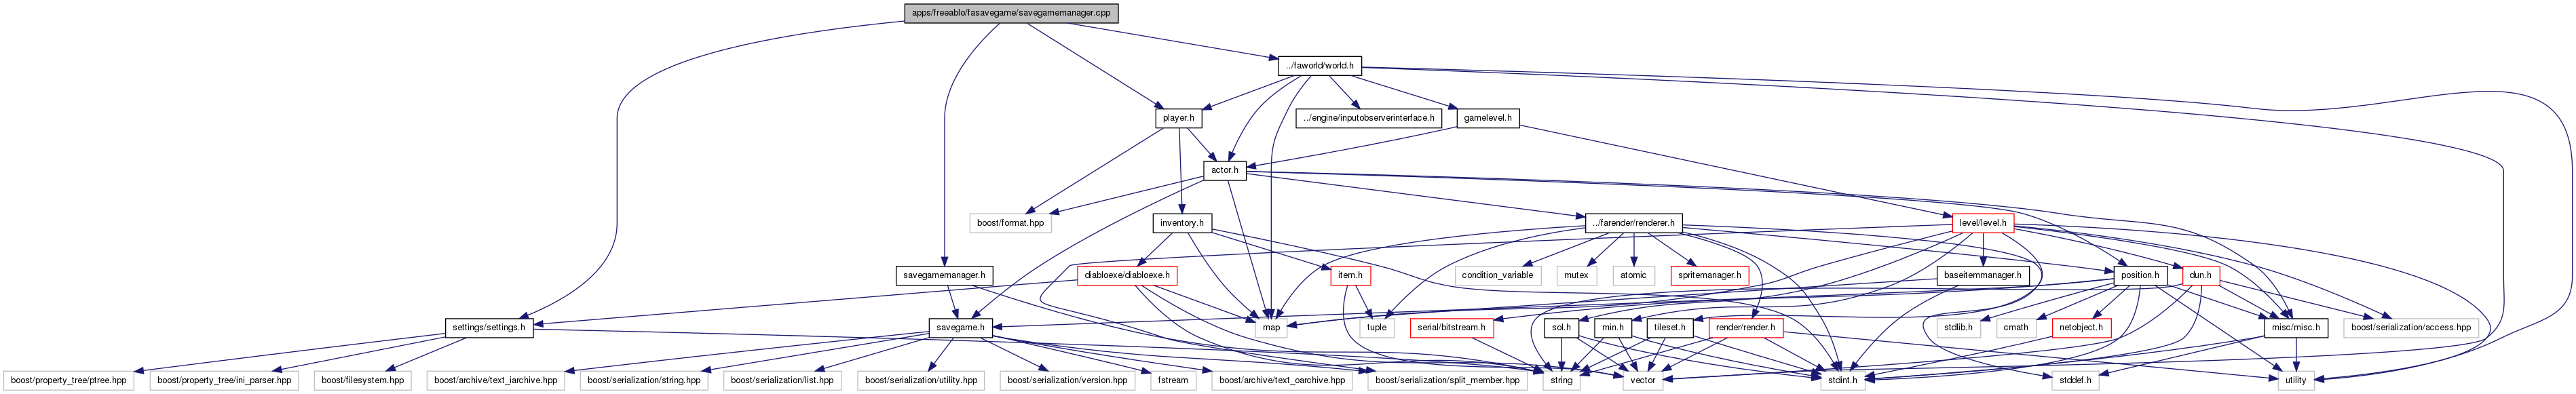 apps/freeablo/fasavegame/savegamemanager.cpp
../faworld/world.h
player.h
../engine/inputobserverinterface.h
gamelevel.h
actor.h
boost/format.hpp
inventory.h
../farender/renderer.h
level/level.h
savegamemanager.h
diabloexe/diabloexe.h
item.h
condition_variable
mutex
atomic
spritemanager.h
baseitemmanager.h
position.h
dun.h
settings/settings.h
savegame.h
map
tuple
serial/bitstream.h
sol.h
min.h
tileset.h
render/render.h
stdlib.h
cmath
netobject.h
misc/misc.h
boost/serialization/access.hpp
boost/property_tree/ptree.hpp
boost/property_tree/ini_parser.hpp
boost/filesystem.hpp
boost/archive/text_iarchive.hpp
boost/serialization/string.hpp
boost/serialization/list.hpp
boost/serialization/utility.hpp
boost/serialization/version.hpp
fstream
boost/archive/text_oarchive.hpp
boost/serialization/split_member.hpp
string
vector
stdint.h
stddef.h
utility